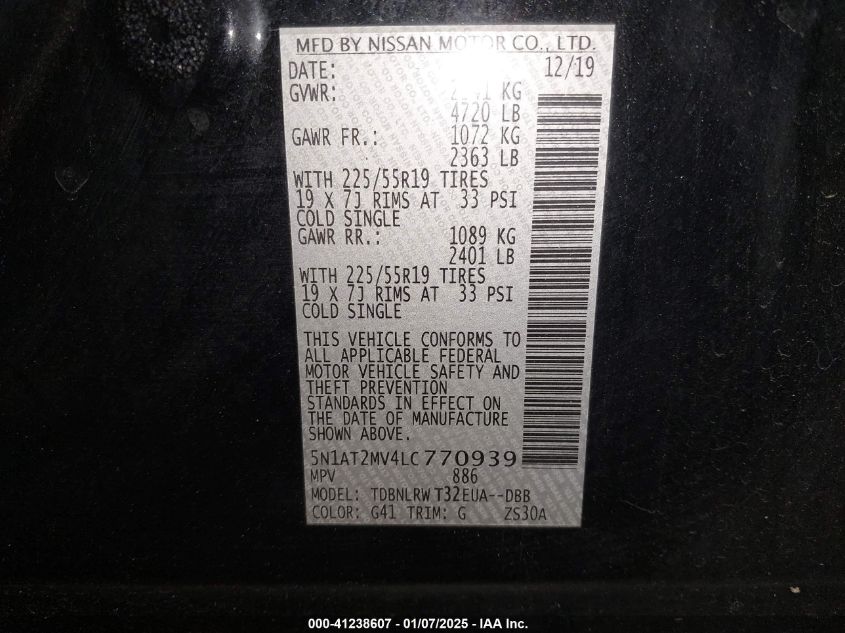 MFD BY NISSAN MOTOR CO., LTD.
DATE: 12/19
GVWR: KG
4720 LB
GAWR FR.: 1072 KG
2363 LB
WITH 225/55R19 TIRES
19 X 7J RIMS AT 33 PSI
COLD SINGLE
GAWR RR.: 1089 KG
2401 LB
WITH 225/55R19 TIRES
19 X 7J RIMS AT 33 PSI
COLD SINGLE
THIS VEHICLE CONFORMS TO
ALL APPLICABLE FEDERAL
MOTOR VEHICLE SAFETY AND
THEFT PREVENTION
STANDARDS IN EFFECT ON
THE DATE OF MANUFACTURE
SHOWN ABOVE.
5N1AT2MV4LC770939
MPV 886
MODEL: TDBNLRW T32EUA--DBB
COLOR: G41 TRIM: G ZS30A
000-41238607 - 01/07/2025 - IAA Inc.